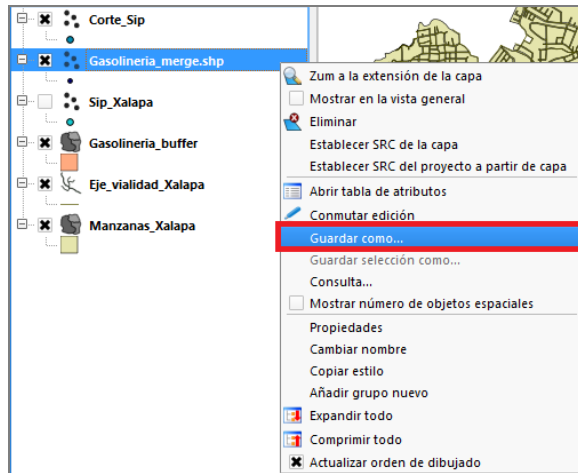 Corte_Sip
Gasolineria_merge.shp
Sip_Xalapa
Gasolineria_buffer
Eje_vialidad_Xalapa
Manzanas_Xalapa
Zum a la extensión de la capa
Mostrar en la vista general
Eliminar
Establecer SRC de la capa
Establecer SRC del proyecto a partir de capa
Abrir tabla de atributos
Conmutar edición
Guardar como...
Guardar selección como...
Consulta...
Mostrar número de objetos espaciales
Propiedades
Cambiar nombre
Copiar estilo
Añadir grupo nuevo
Expandir todo
Comprimir todo
Actualizar orden de dibujado